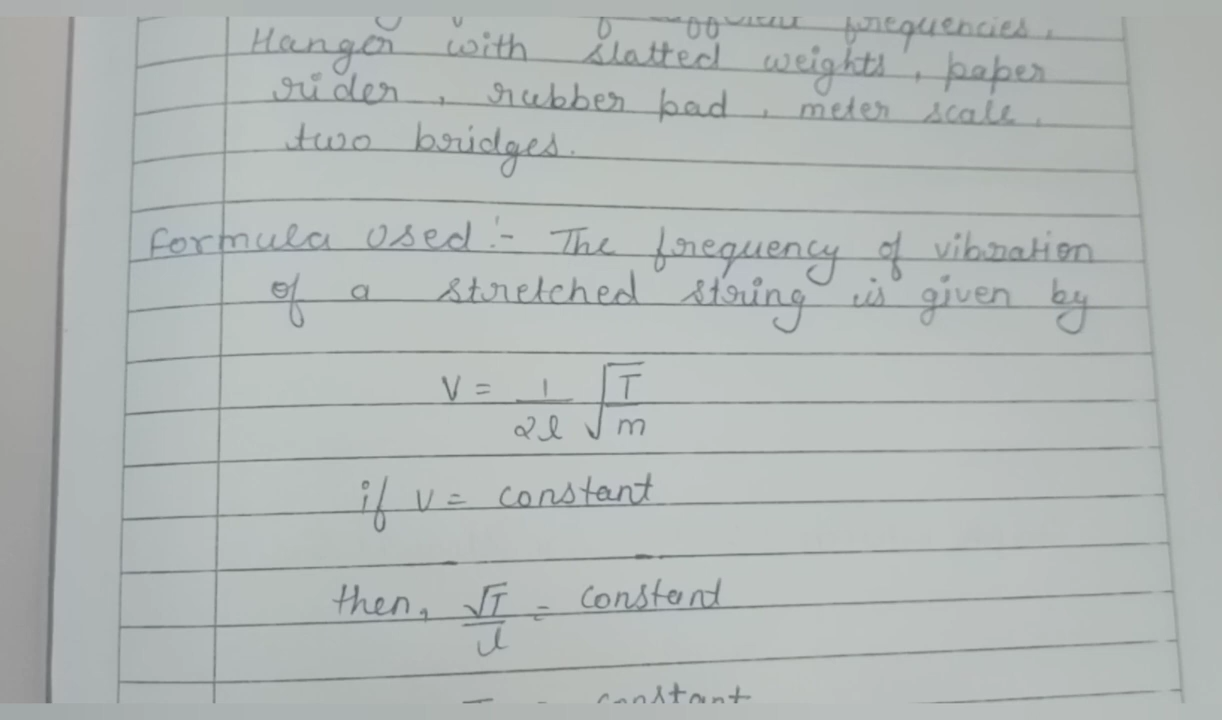 frequencies,
Hanger with slatted weights, paper
rider, rubber pad, meter scale,
two bridges.
Formula Used :- The frequency of vibration
of a stretched string is given by
V = 1/2l √T/m
if v = constant
then, √T/l = constant
constant